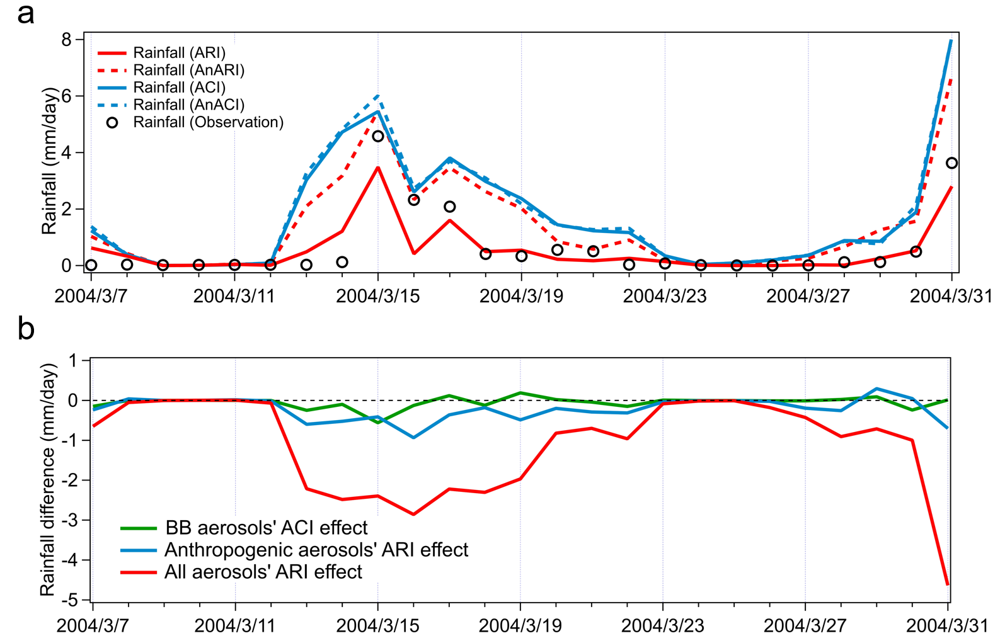 a
Rainfall (mm/day)
8
6
4
2
0
Rainfall (ARI)
Rainfall (AnARI)
Rainfall (ACI)
Rainfall (AnACI)
Rainfall (Observation)
2004/3/7 2004/3/11 2004/3/15 2004/3/19 2004/3/23 2004/3/27 2004/3/31
b
Rainfall difference (mm/day)
1
0
-1
-2
-3
-4
-5
BB aerosols' ACI effect
Anthropogenic aerosols' ARI effect
All aerosols' ARI effect
2004/3/7 2004/3/11 2004/3/15 2004/3/19 2004/3/23 2004/3/27 2004/3/31